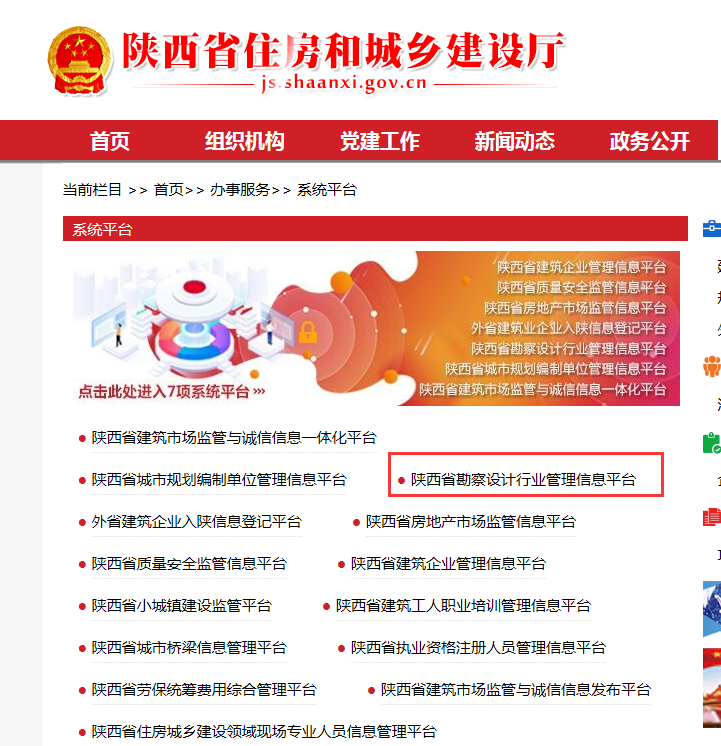 陕西省住房和城乡建设厅
js.shaanxi.gov.cn
首页 组织机构 党建工作 新闻动态 政务公开
当前栏目 >> 首页>> 办事服务>> 系统平台
系统平台
陕西省建筑企业管理信息平台
陕西省质量安全监管信息平台
陕西省房地产市场监管信息平台
外省建筑业企业入陕信息登记平台
陕西省勘察设计行业管理信息平台
陕西省城市规划编制单位管理信息平台
陕西省建筑市场监管与诚信信息一体化平台
点击此处进入7项系统平台 >>>
陕西省建筑市场监管与诚信信息一体化平台
陕西省城市规划编制单位管理信息平台 陕西省勘察设计行业管理信息平台
外省建筑企业入陕信息登记平台 陕西省房地产市场监管信息平台
陕西省质量安全监管信息平台 陕西省建筑企业管理信息平台
陕西省小城镇建设监管平台 陕西省建筑工人职业培训管理信息平台
陕西省城市桥梁信息管理平台 陕西省执业资格注册人员管理信息平台
陕西省劳保统筹费用综合管理平台 陕西省建筑市场监管与诚信信息发布平台
陕西省住房城乡建设领域现场专业人员信息管理平台